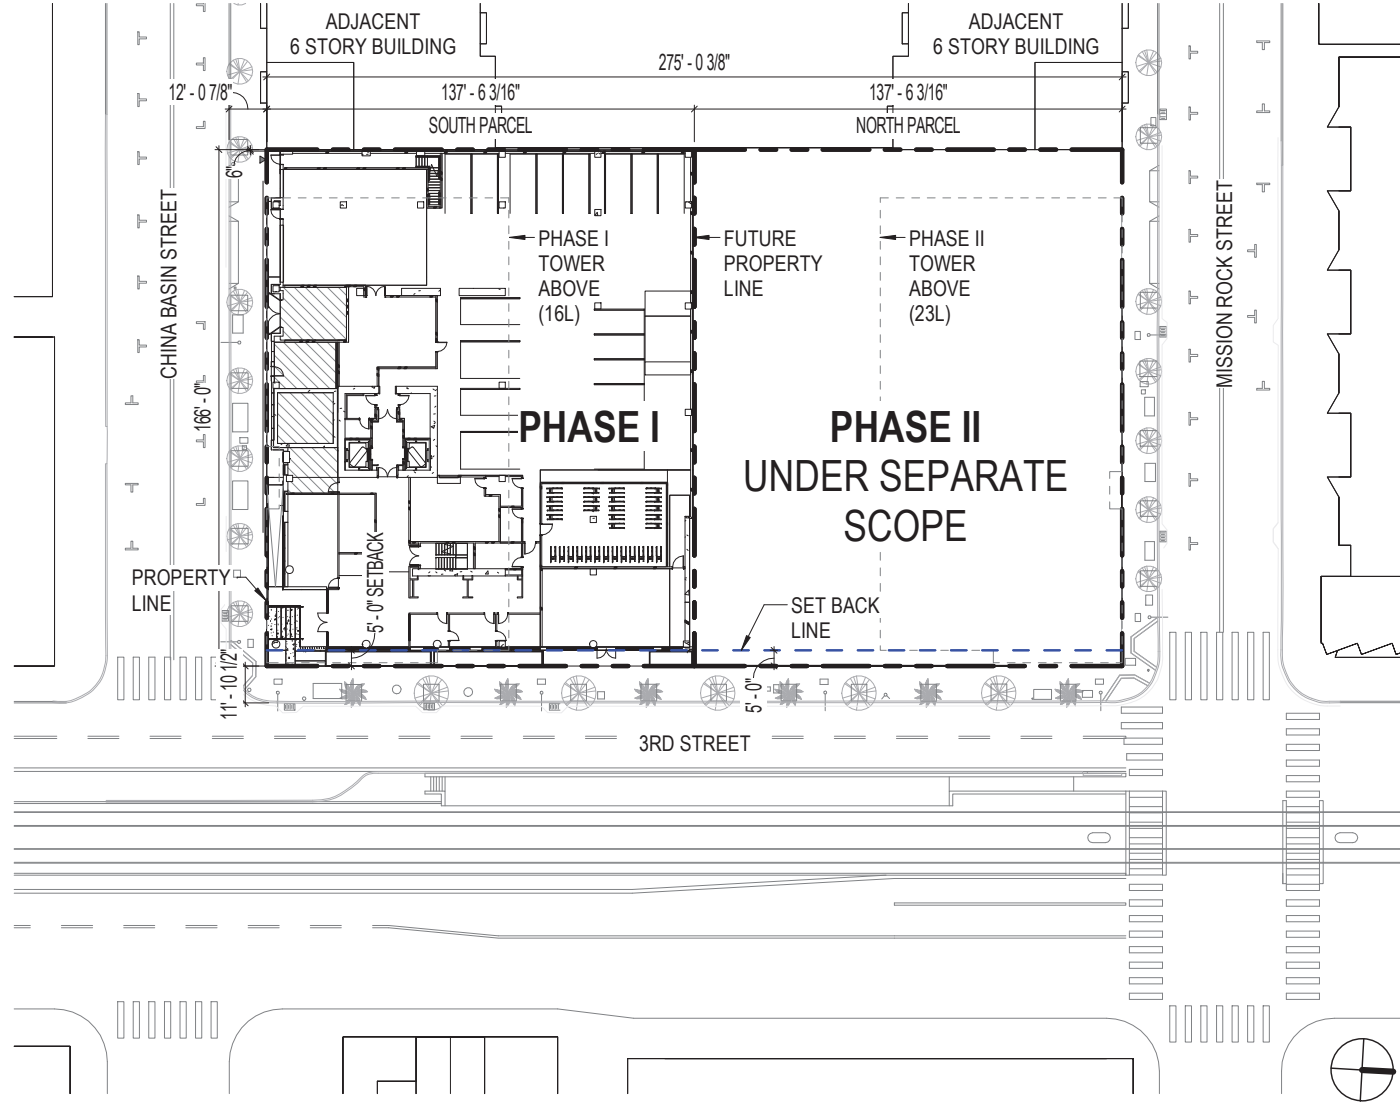 ADJACENT
6 STORY BUILDING
ADJACENT
6 STORY BUILDING
275' - 0 3/8"
12' - 0 7/8"
137' - 6 3/16"
137' - 6 3/16"
SOUTH PARCEL
NORTH PARCEL
6"
CHINA BASIN STREET
166' - 0"
MISSION ROCK STREET
PHASE I
TOWER
ABOVE
(16L)
FUTURE
PROPERTY
LINE
PHASE II
TOWER
ABOVE
(23L)
PHASE I
PHASE II
UNDER SEPARATE
SCOPE
PROPERTY
LINE
5' - 0" SETBACK
SET BACK
LINE
11' - 10 1/2"
5' - 0"
3RD STREET